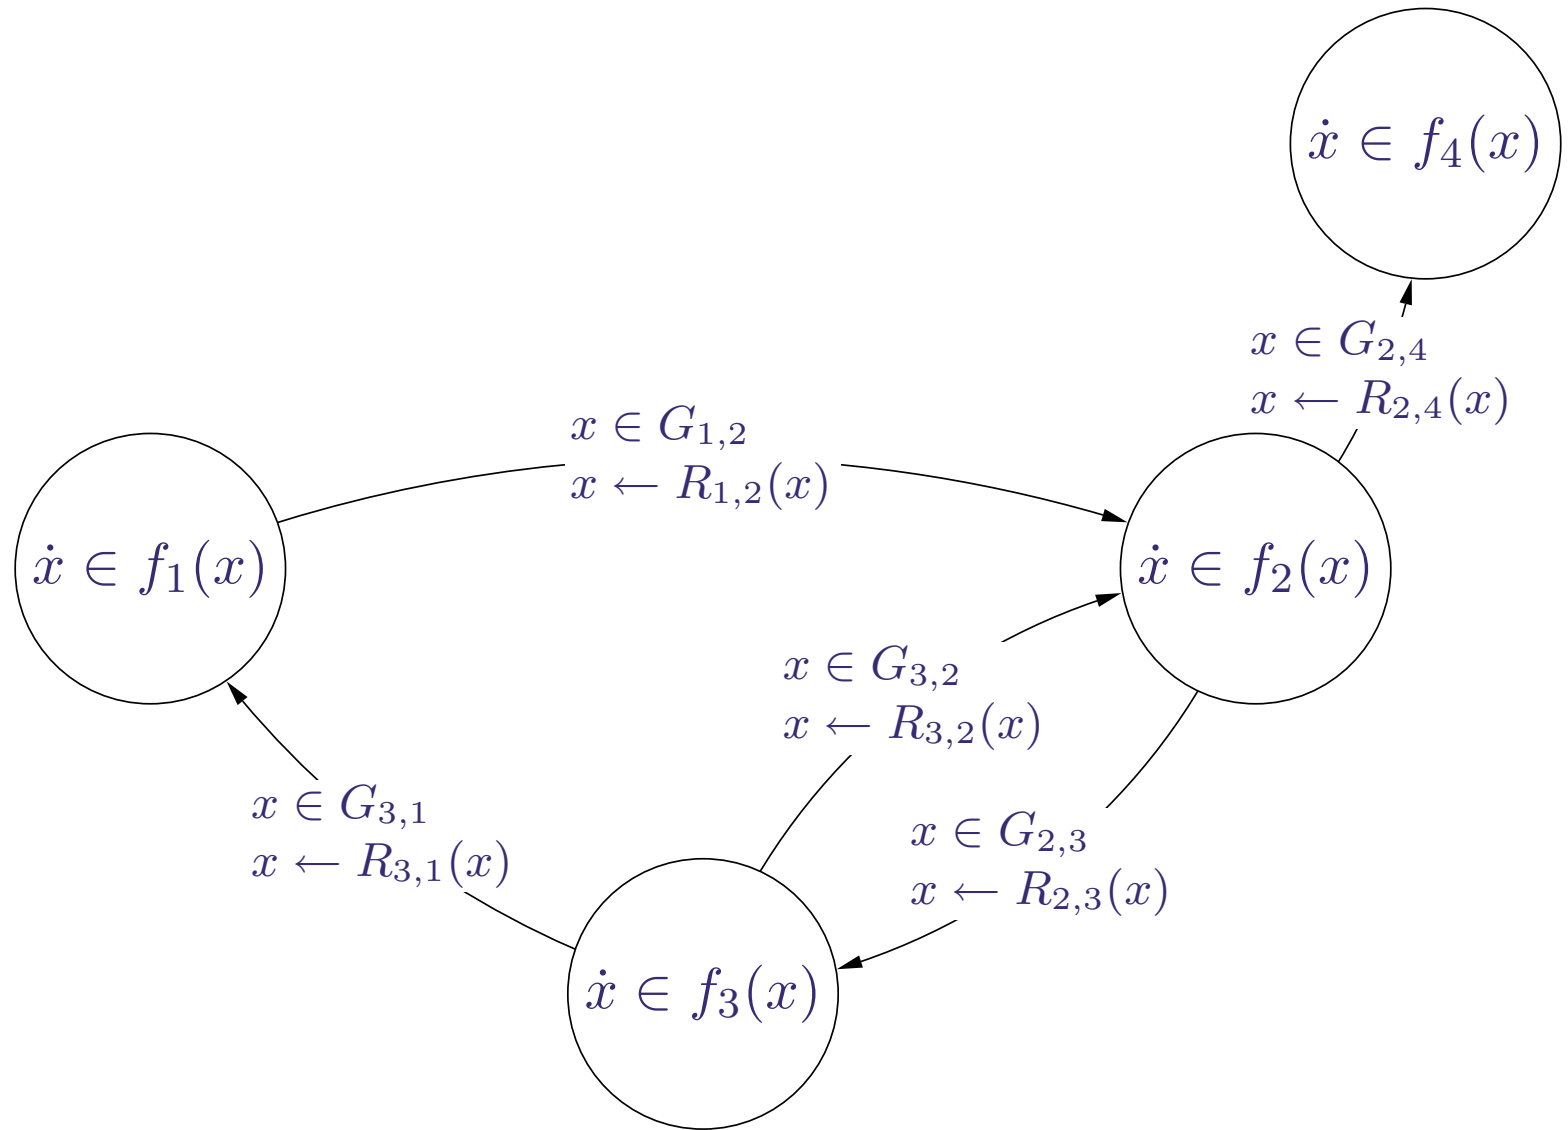 ẋ ∈ f₄(x)
x ∈ G₂,₄
x ← R₂,₄(x)
x ∈ G₁,₂
x ← R₁,₂(x)
ẋ ∈ f₁(x)
ẋ ∈ f₂(x)
x ∈ G₃,₂
x ← R₃,₂(x)
x ∈ G₃,₁
x ← R₃,₁(x)
x ∈ G₂,₃
x ← R₂,₃(x)
ẋ ∈ f₃(x)